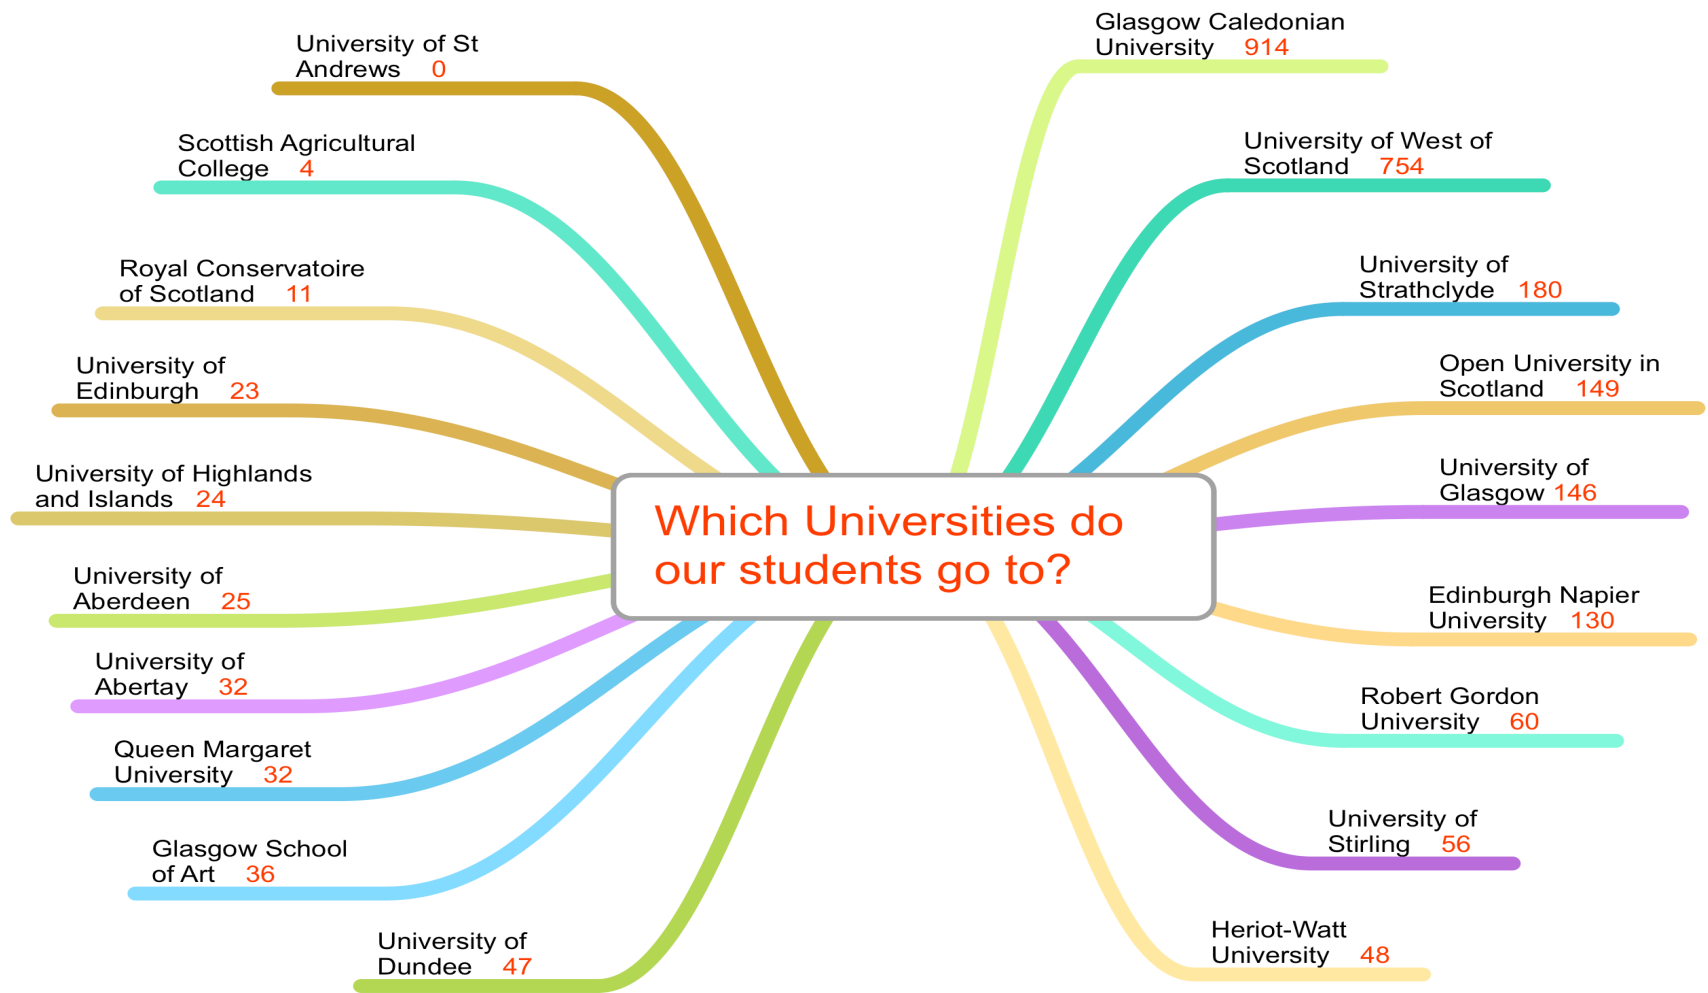 Which Universities do
our students go to?
Glasgow Caledonian
University 914
University of West of
Scotland 754
University of
Strathclyde 180
Open University in
Scotland 149
University of
Glasgow 146
Edinburgh Napier
University 130
Robert Gordon
University 60
University of
Stirling 56
Heriot-Watt
University 48
University of
Dundee 47
Glasgow School
of Art 36
Queen Margaret
University 32
University of
Abertay 32
University of
Aberdeen 25
University of Highlands
and Islands 24
University of
Edinburgh 23
Royal Conservatoire
of Scotland 11
Scottish Agricultural
College 4
University of St
Andrews 0